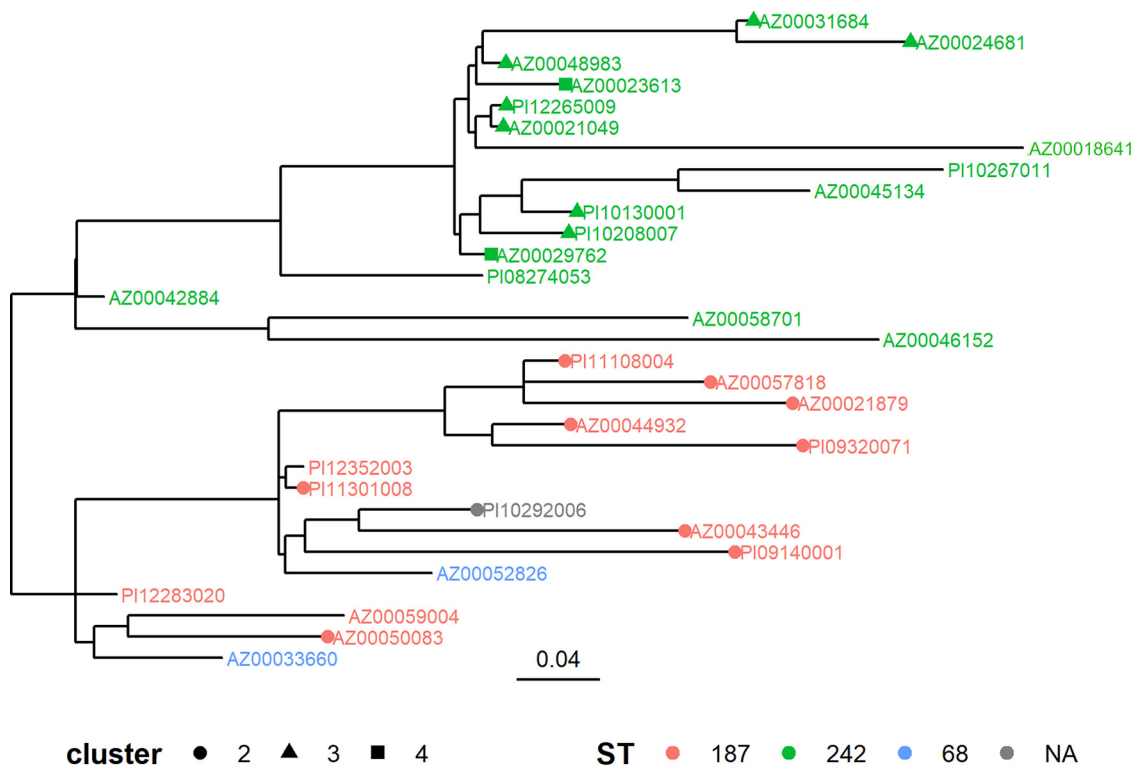 AZ00031684
AZ00024681
AZ00048983
AZ00023613
PI12265009
AZ00021049
AZ00018641
PI10267011
AZ00045134
PI10130001
PI10208007
AZ00029762
PI08274053
AZ00042884
AZ00058701
AZ00046152
PI11108004
AZ00057818
AZ00021879
AZ00044932
PI09320071
PI12352003
PI11301008
PI10292006
AZ00043446
PI09140001
AZ00052826
PI12283020
AZ00059004
AZ00050083
AZ00033660
0.04
cluster 2 3 4 ST 187 242 68 NA